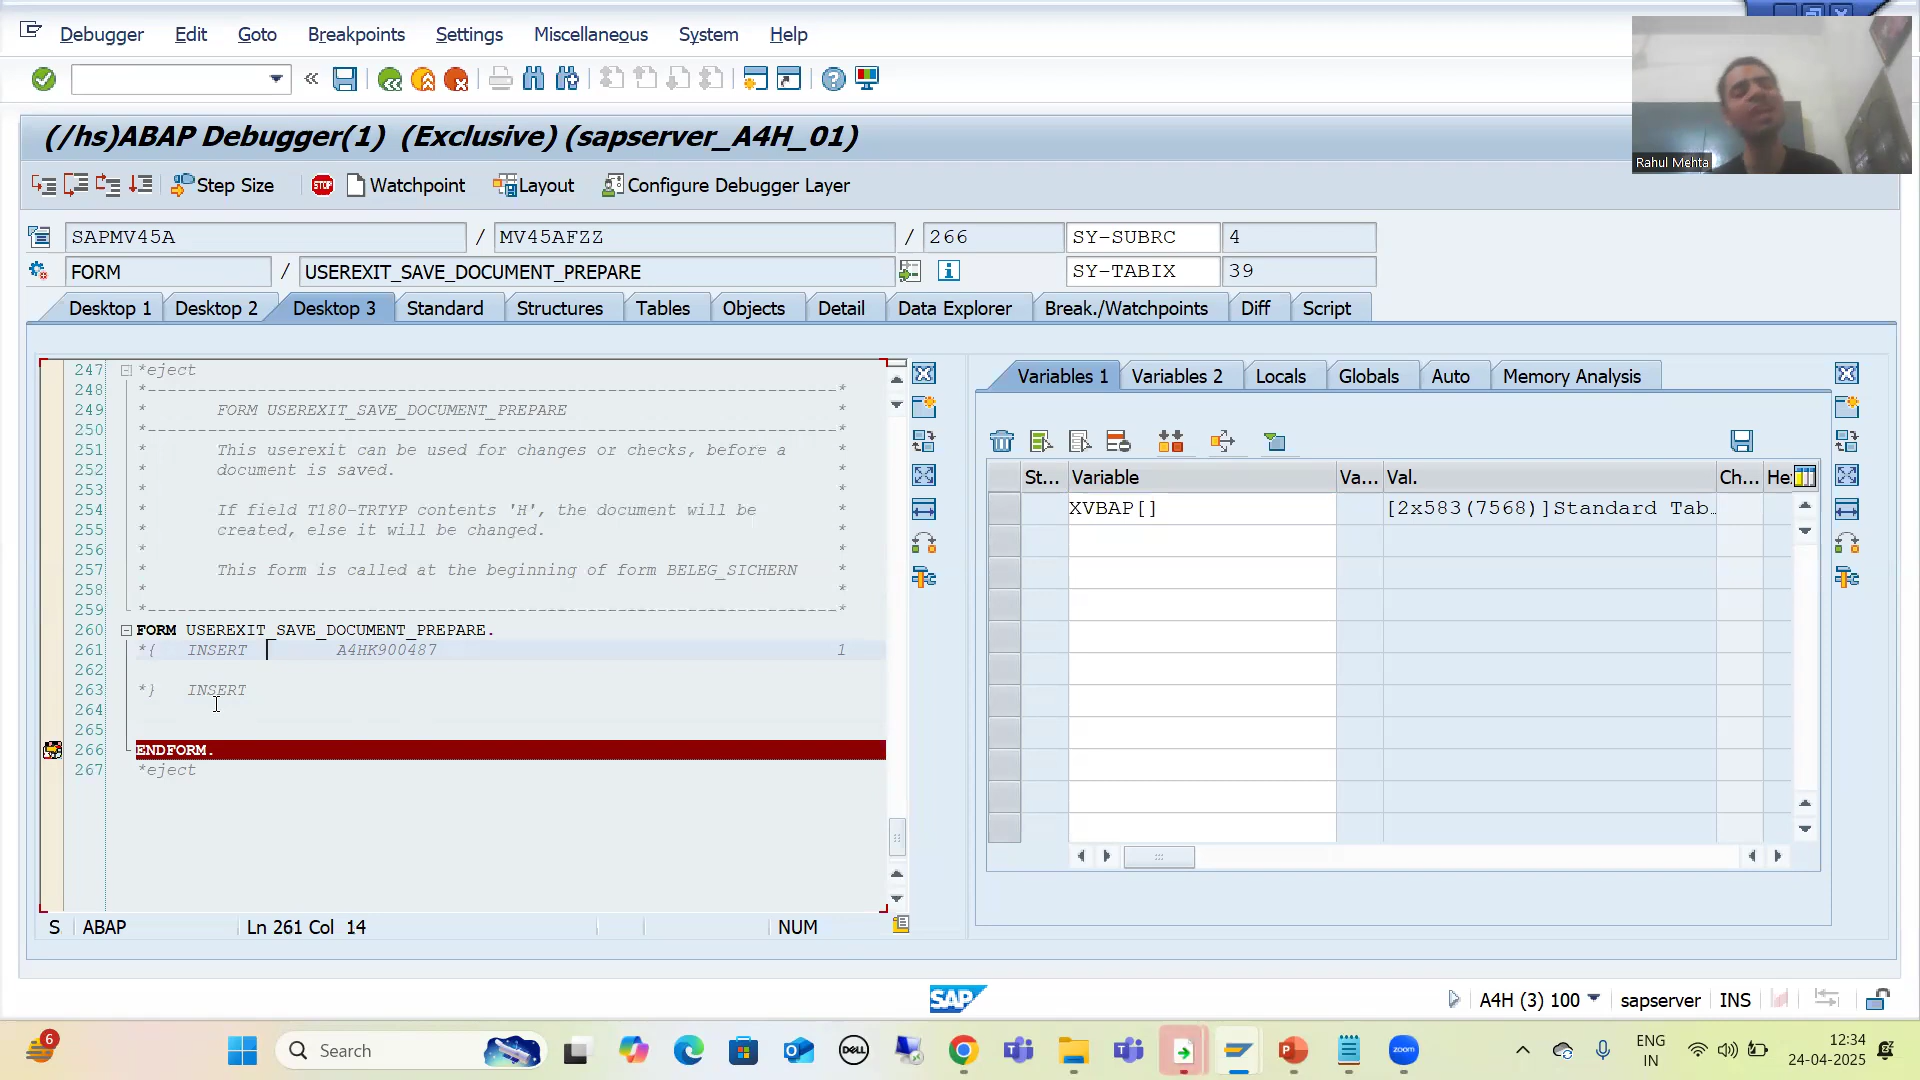 Debugger Edit Goto Breakpoints Settings Miscellaneous System Help
Rahul Mehta
(/hs)ABAP Debugger(1) (Exclusive) (sapserver_A4H_01)
Step Size STOP Watchpoint Layout Configure Debugger Layer
SAPMV45A / MV45AFZZ / 266 SY-SUBRC 4
FORM / USEREXIT_SAVE_DOCUMENT_PREPARE SY-TABIX 39
Desktop 1 Desktop 2 Desktop 3 Standard Structures Tables Objects Detail Data Explorer Break./Watchpoints Diff Script
Variables 1 Variables 2 Locals Globals Auto Memory Analysis
St... Variable Va... Val. Ch... He
XVBAP[] [2x583(7568)]Standard Tab...
247 *eject
248 *---------------------------------------------------------------------*
249 * FORM USEREXIT_SAVE_DOCUMENT_PREPARE *
250 *---------------------------------------------------------------------*
251 * This userexit can be used for changes or checks, before a *
252 * document is saved. *
253 * *
254 * If field T180-TRTYP contents 'H', the document will be *
255 * created, else it will be changed. *
256 * *
257 * This form is called at the beginning of form BELEG_SICHERN *
258 * *
259 *---------------------------------------------------------------------*
260 FORM USEREXIT_SAVE_DOCUMENT_PREPARE.
261 *{ INSERT A4HK900487 1
262
263 *} INSERT
264
265
266 ENDFORM.
267 *eject
S ABAP Ln 261 Col 14 NUM
SAP
A4H (3) 100 sapserver INS
6
Search
DELL
zoom
ENG
IN
12:34
24-04-2025